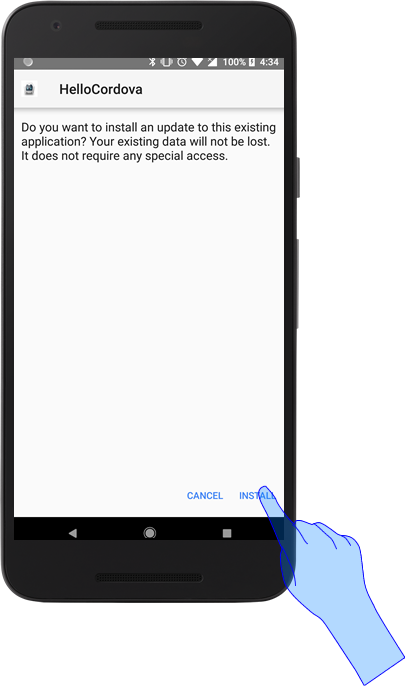 100% 4:34
HelloCordova
Do you want to install an update to this existing
application? Your existing data will not be lost.
It does not require any special access.
CANCEL INSTALL